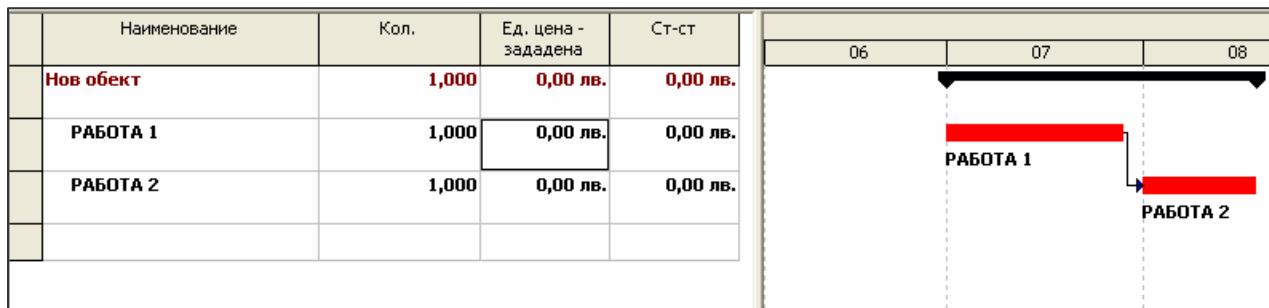 Наименование Кол. Ед. цена - зададена Ст-ст
06 07 08
Нов обект 1,000 0,00 лв. 0,00 лв.
РАБОТА 1 1,000 0,00 лв. 0,00 лв.
РАБОТА 1
РАБОТА 2 1,000 0,00 лв. 0,00 лв.
РАБОТА 2